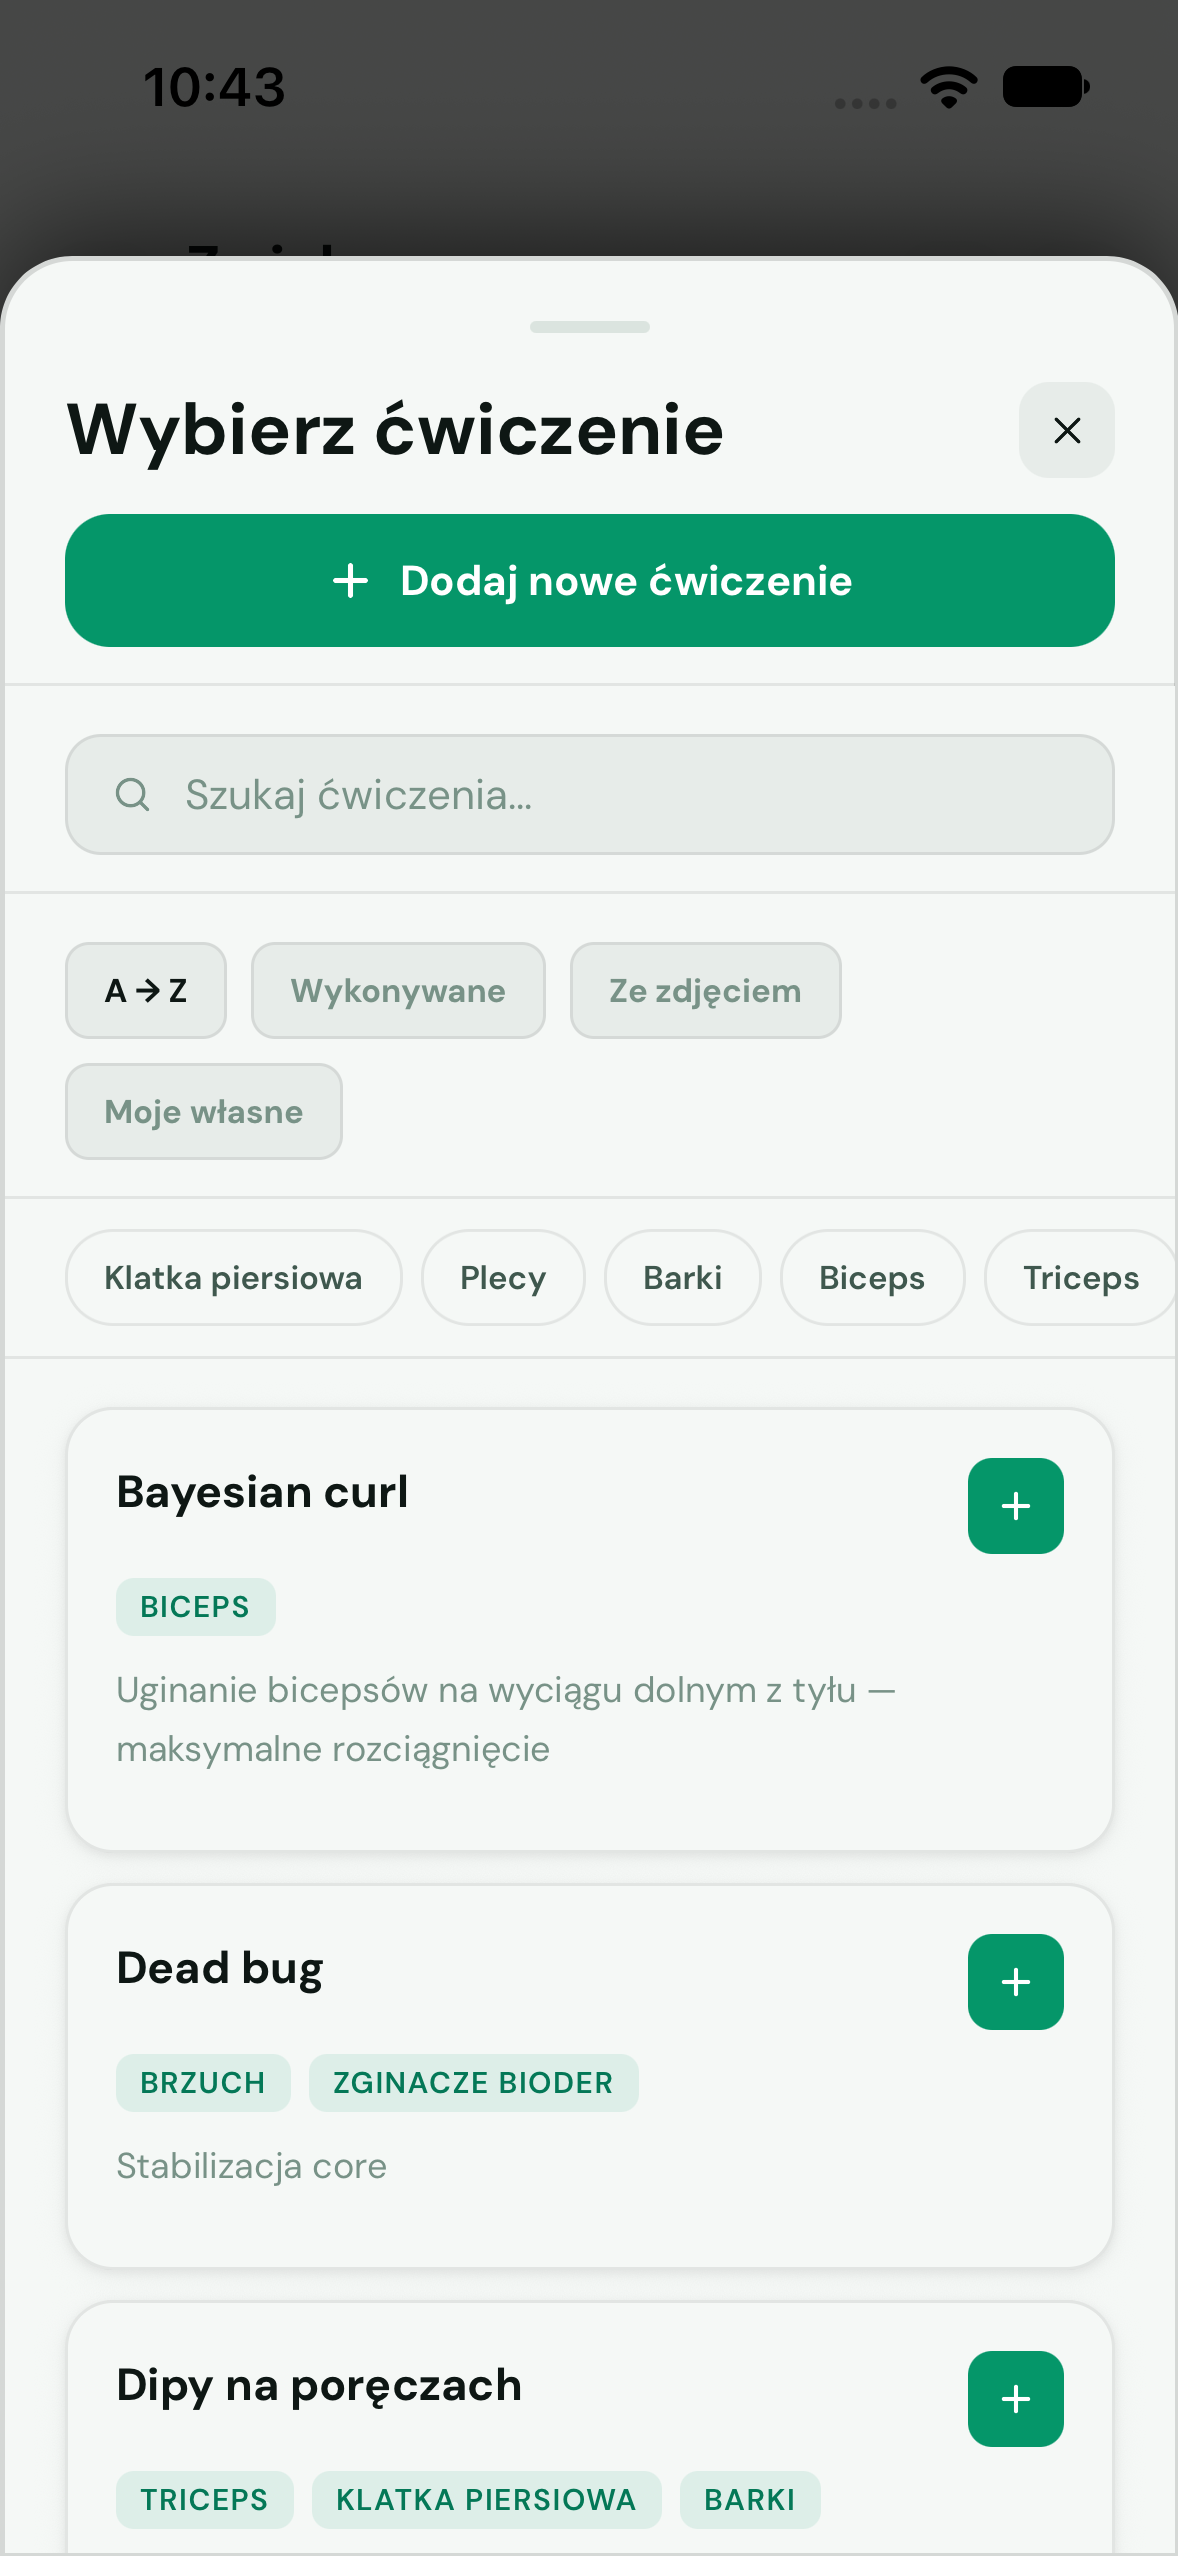 10:43
Wybierz ćwiczenie
Dodaj nowe ćwiczenie
Szukaj ćwiczenia...
A → Z
Wykonywane
Ze zdjęciem
Moje własne
Klatka piersiowa
Plecy
Barki
Biceps
Triceps
Bayesian curl
BICEPS
Uginanie bicepsów na wyciągu dolnym z tyłu —
maksymalne rozciągnięcie
Dead bug
BRZUCH
ZGINACZE BIODER
Stabilizacja core
Dipy na poręczach
TRICEPS
KLATKA PIERSIOWA
BARKI